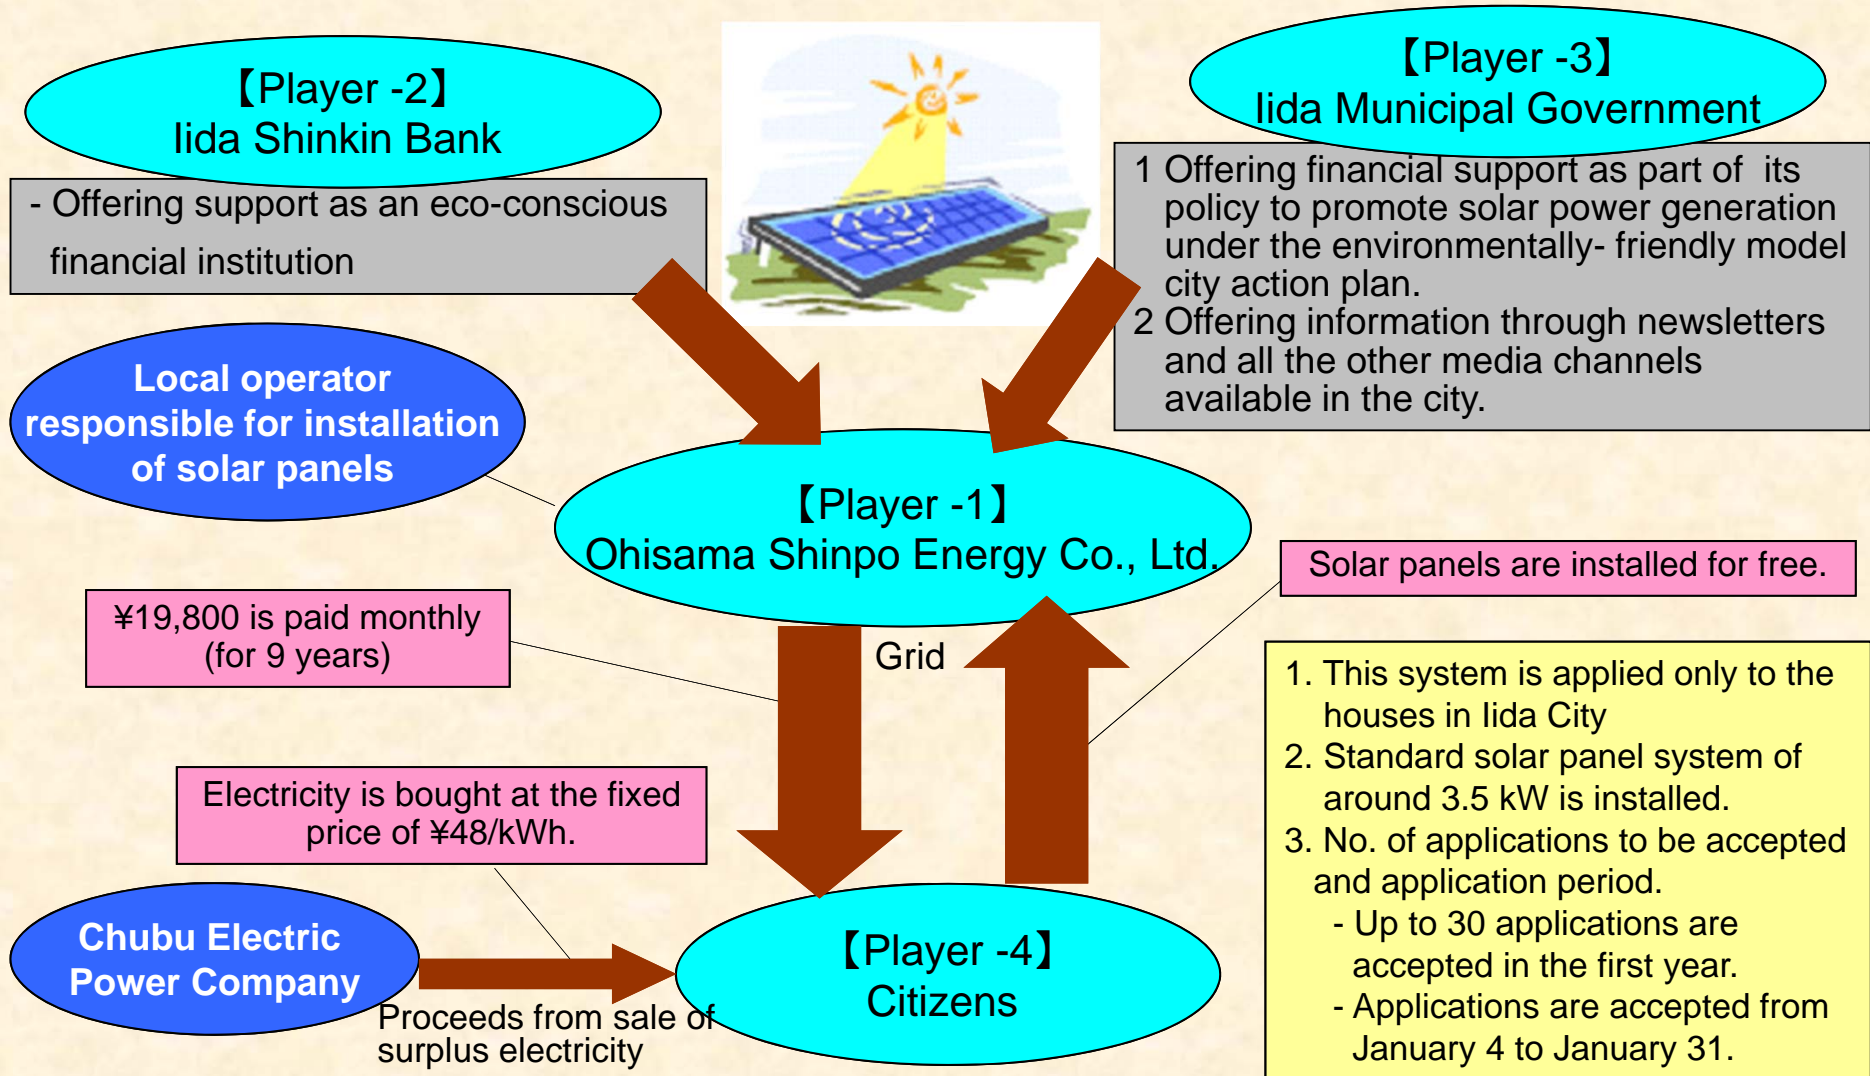 【Player -2】
Iida Shinkin Bank
- Offering support as an eco-conscious
financial institution
【Player -3】
Iida Municipal Government
1 Offering financial support as part of its
policy to promote solar power generation
under the environmentally- friendly model
city action plan.
2 Offering information through newsletters
and all the other media channels
available in the city.
Local operator
responsible for installation
of solar panels
【Player -1】
Ohisama Shinpo Energy Co., Ltd.
Solar panels are installed for free.
¥19,800 is paid monthly
(for 9 years)
Grid
Electricity is bought at the fixed
price of ¥48/kWh.
Chubu Electric
Power Company
Proceeds from sale of
surplus electricity
【Player -4】
Citizens
1. This system is applied only to the
houses in Iida City
2. Standard solar panel system of
around 3.5 kW is installed.
3. No. of applications to be accepted
and application period.
- Up to 30 applications are
accepted in the first year.
- Applications are accepted from
January 4 to January 31.